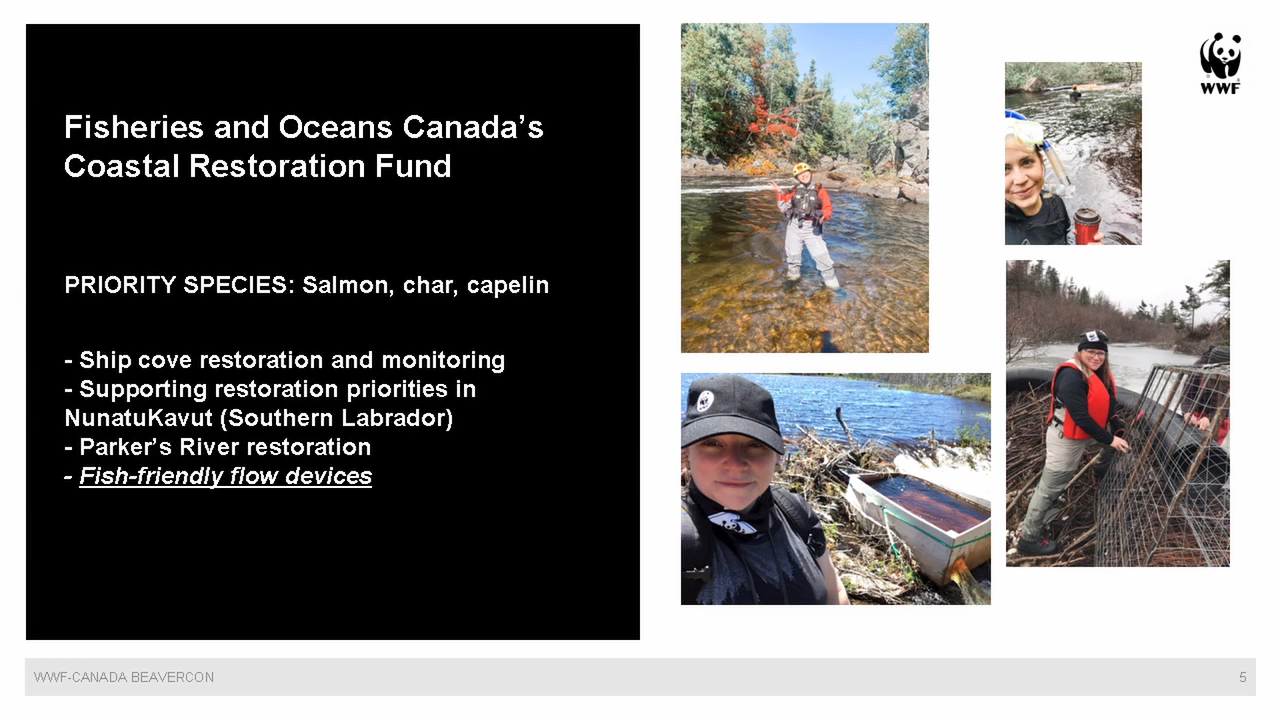 Fisheries and Oceans Canada’s
Coastal Restoration Fund
PRIORITY SPECIES: Salmon, char, capelin
- Ship cove restoration and monitoring
- Supporting restoration priorities in
NunatuKavut (Southern Labrador)
- Parker’s River restoration
- Fish-friendly flow devices
WWF
WWF-CANADA BEAVERCON
5